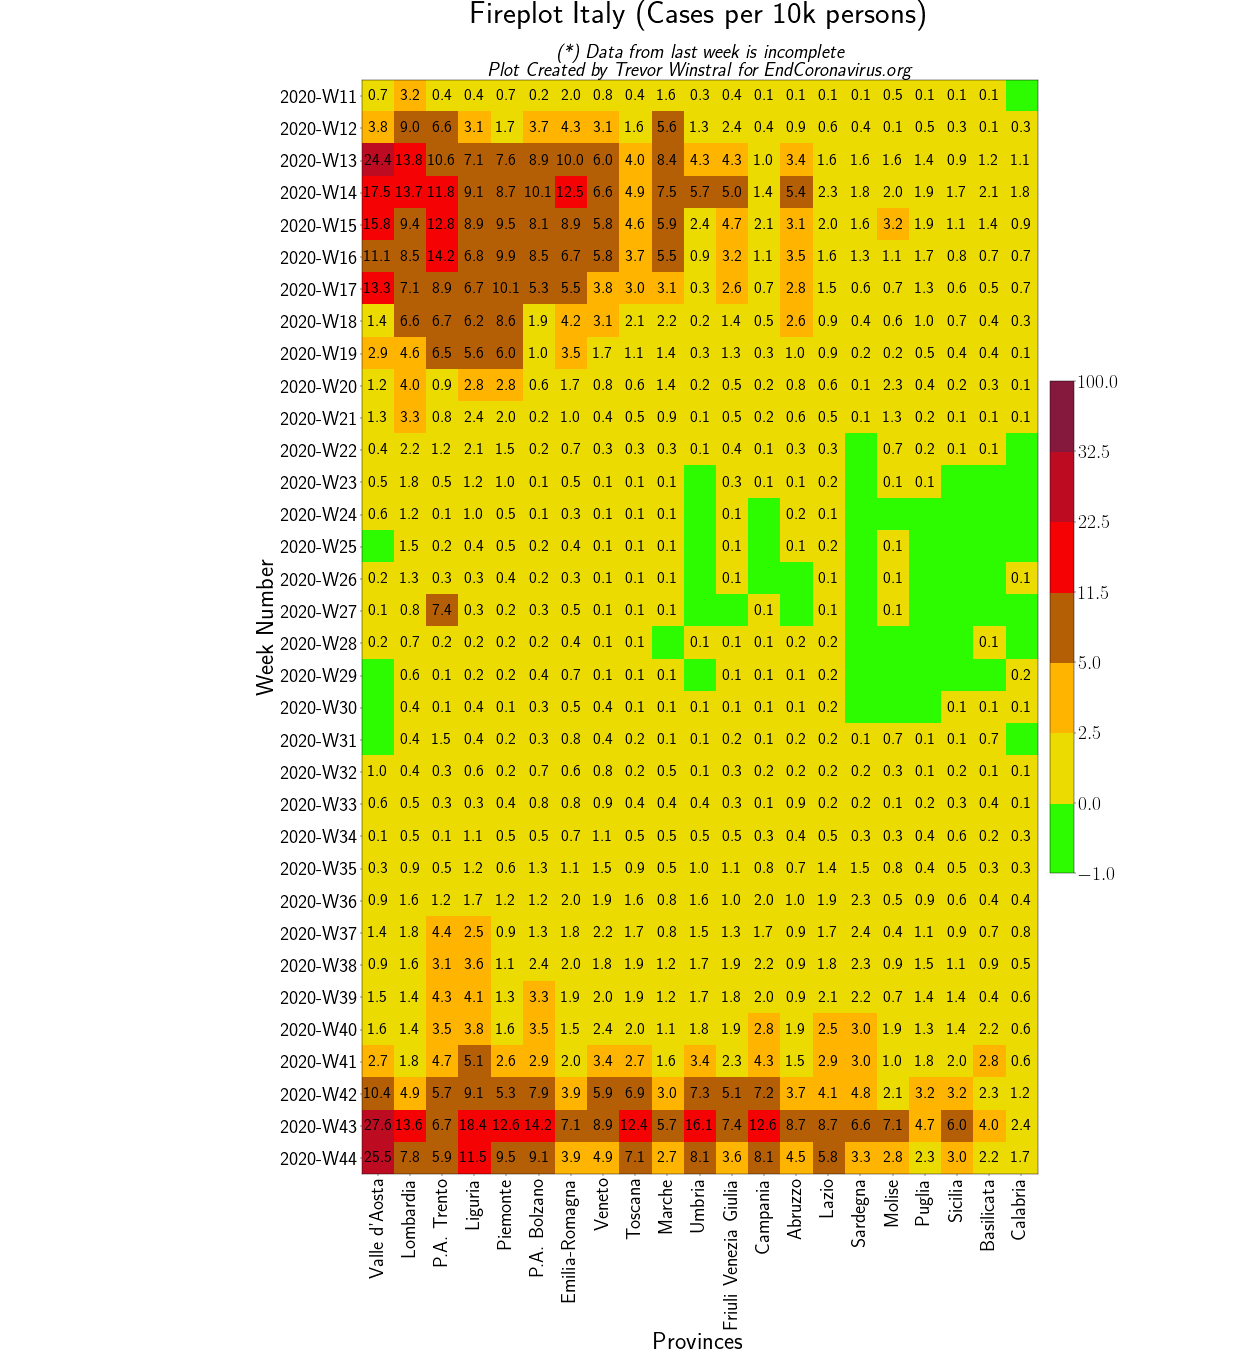 Fireplot Italy (Cases per 10k persons)
(*) Data from last week is incomplete
Plot Created by Trevor Winstral for EndCoronavirus.org
2020-W11 0.7 3.2 0.4 0.4 0.7 0.2 2.0 0.8 0.4 1.6 0.3 0.4 0.1 0.1 0.1 0.1 0.5 0.1 0.1 0.1
2020-W12 3.8 9.0 6.6 3.1 1.7 3.7 4.3 3.1 1.6 5.6 1.3 2.4 0.4 0.9 0.6 0.4 0.1 0.5 0.3 0.1 0.3
2020-W13 24.4 13.8 10.6 7.1 7.6 8.9 10.0 6.0 4.0 8.4 4.3 4.3 1.0 3.4 1.6 1.6 1.6 1.4 0.9 1.2 1.1
2020-W14 17.5 13.7 11.8 9.1 8.7 10.1 12.5 6.6 4.9 7.5 5.7 5.0 1.4 5.4 2.3 1.8 2.0 1.9 1.7 2.1 1.8
2020-W15 15.8 9.4 12.8 8.9 9.5 8.1 8.9 5.8 4.6 5.9 2.4 4.7 2.1 3.1 2.0 1.6 3.2 1.9 1.1 1.4 0.9
2020-W16 11.1 8.5 14.2 6.8 9.9 8.5 6.7 5.8 3.7 5.5 0.9 3.2 1.1 3.5 1.6 1.3 1.1 1.7 0.8 0.7 0.7
2020-W17 13.3 7.1 8.9 6.7 10.1 5.3 5.5 3.8 3.0 3.1 0.3 2.6 0.7 2.8 1.5 0.6 0.7 1.3 0.6 0.5 0.7
2020-W18 1.4 6.6 6.7 6.2 8.6 1.9 4.2 3.1 2.1 2.2 0.2 1.4 0.5 2.6 0.9 0.4 0.6 1.0 0.7 0.4 0.3
2020-W19 2.9 4.6 6.5 5.6 6.0 1.0 3.5 1.7 1.1 1.4 0.3 1.3 0.3 1.0 0.9 0.2 0.2 0.5 0.4 0.4 0.1
2020-W20 1.2 4.0 0.9 2.8 2.8 0.6 1.7 0.8 0.6 1.4 0.2 0.5 0.2 0.8 0.6 0.1 2.3 0.4 0.2 0.3 0.1
2020-W21 1.3 3.3 0.8 2.4 2.0 0.2 1.0 0.4 0.5 0.9 0.1 0.5 0.2 0.6 0.5 0.1 1.3 0.2 0.1 0.1 0.1
2020-W22 0.4 2.2 1.2 2.1 1.5 0.2 0.7 0.3 0.3 0.3 0.1 0.4 0.1 0.3 0.3 0.7 0.2 0.1 0.1
2020-W23 0.5 1.8 0.5 1.2 1.0 0.1 0.5 0.1 0.1 0.1 0.3 0.1 0.1 0.2 0.1 0.1
2020-W24 0.6 1.2 0.1 1.0 0.5 0.1 0.3 0.1 0.1 0.1 0.1 0.2 0.1
2020-W25 1.5 0.2 0.4 0.5 0.2 0.4 0.1 0.1 0.1 0.1 0.1 0.2 0.1
2020-W26 0.2 1.3 0.3 0.3 0.4 0.2 0.3 0.1 0.1 0.1 0.1 0.1 0.1 0.1
2020-W27 0.1 0.8 7.4 0.3 0.2 0.3 0.5 0.1 0.1 0.1 0.1 0.1 0.1
2020-W28 0.2 0.7 0.2 0.2 0.2 0.2 0.4 0.1 0.1 0.1 0.1 0.1 0.2 0.2 0.1
2020-W29 0.6 0.1 0.2 0.2 0.4 0.7 0.1 0.1 0.1 0.1 0.1 0.1 0.2 0.2
2020-W30 0.4 0.1 0.4 0.1 0.3 0.5 0.4 0.1 0.1 0.1 0.1 0.1 0.1 0.2 0.1 0.1 0.1
2020-W31 0.4 1.5 0.4 0.2 0.3 0.8 0.4 0.2 0.1 0.1 0.2 0.1 0.2 0.2 0.1 0.7 0.1 0.1 0.7
2020-W32 1.0 0.4 0.3 0.6 0.2 0.7 0.6 0.8 0.2 0.5 0.1 0.3 0.2 0.2 0.2 0.2 0.3 0.1 0.2 0.1 0.1
2020-W33 0.6 0.5 0.3 0.3 0.4 0.8 0.8 0.9 0.4 0.4 0.4 0.3 0.1 0.9 0.2 0.2 0.1 0.2 0.3 0.4 0.1
2020-W34 0.1 0.5 0.1 1.1 0.5 0.5 0.7 1.1 0.5 0.5 0.5 0.5 0.3 0.4 0.5 0.3 0.3 0.4 0.6 0.2 0.3
2020-W35 0.3 0.9 0.5 1.2 0.6 1.3 1.1 1.5 0.9 0.5 1.0 1.1 0.8 0.7 1.4 1.5 0.8 0.4 0.5 0.3 0.3
2020-W36 0.9 1.6 1.2 1.7 1.2 1.2 2.0 1.9 1.6 0.8 1.6 1.0 2.0 1.0 1.9 2.3 0.5 0.9 0.6 0.4 0.4
2020-W37 1.4 1.8 4.4 2.5 0.9 1.3 1.8 2.2 1.7 0.8 1.5 1.3 1.7 0.9 1.7 2.4 0.4 1.1 0.9 0.7 0.8
2020-W38 0.9 1.6 3.1 3.6 1.1 2.4 2.0 1.8 1.9 1.2 1.7 1.9 2.2 0.9 1.8 2.3 0.9 1.5 1.1 0.9 0.5
2020-W39 1.5 1.4 4.3 4.1 1.3 3.3 1.9 2.0 1.9 1.2 1.7 1.8 2.0 0.9 2.1 2.2 0.7 1.4 1.4 0.4 0.6
2020-W40 1.6 1.4 3.5 3.8 1.6 3.5 1.5 2.4 2.0 1.1 1.8 1.9 2.8 1.9 2.5 3.0 1.9 1.3 1.4 2.2 0.6
2020-W41 2.7 1.8 4.7 5.1 2.6 2.9 2.0 3.4 2.7 1.6 3.4 2.3 4.3 1.5 2.9 3.0 1.0 1.8 2.0 2.8 0.6
2020-W42 10.4 4.9 5.7 9.1 5.3 7.9 3.9 5.9 6.9 3.0 7.3 5.1 7.2 3.7 4.1 4.8 2.1 3.2 3.2 2.3 1.2
2020-W43 27.6 13.6 6.7 18.4 12.6 14.2 7.1 8.9 12.4 5.7 16.1 7.4 12.6 8.7 8.7 6.6 7.1 4.7 6.0 4.0 2.4
2020-W44 25.5 7.8 5.9 11.5 9.5 9.1 3.9 4.9 7.1 2.7 8.1 3.6 8.1 4.5 5.8 3.3 2.8 2.3 3.0 2.2 1.7
Week Number
Valle d'Aosta
Lombardia
P.A. Trento
Liguria
Piemonte
P.A. Bolzano
Emilia-Romagna
Veneto
Toscana
Marche
Umbria
Friuli Venezia Giulia
Campania
Abruzzo
Lazio
Sardegna
Molise
Puglia
Sicilia
Basilicata
Calabria
Provinces
100.0
32.5
22.5
11.5
5.0
2.5
0.0
−1.0